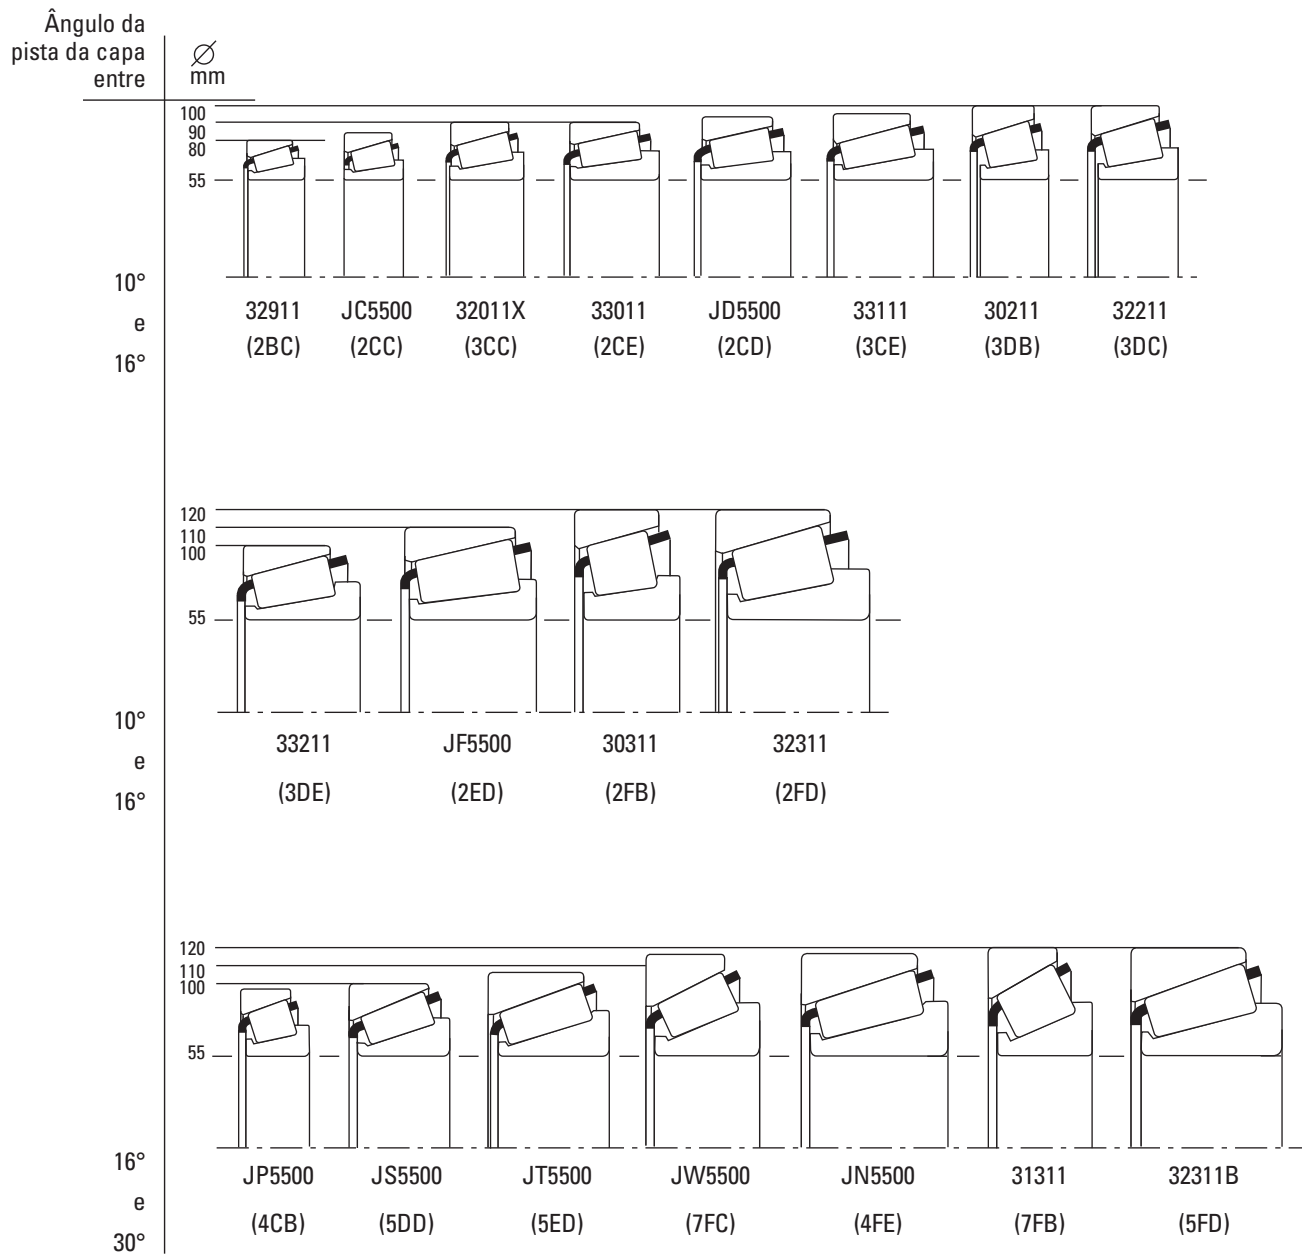 Ângulo da
pista da capa
entre
Ø
mm
100
90
80
55
10°
e
16°
32911 JC5500 32011X 33011 JD5500 33111 30211 32211
(2BC) (2CC) (3CC) (2CE) (2CD) (3CE) (3DB) (3DC)
120
110
100
55
10°
e
16°
33211 JF5500 30311 32311
(3DE) (2ED) (2FB) (2FD)
120
110
100
55
16°
e
30°
JP5500 JS5500 JT5500 JW5500 JN5500 31311 32311B
(4CB) (5DD) (5ED) (7FC) (4FE) (7FB) (5FD)